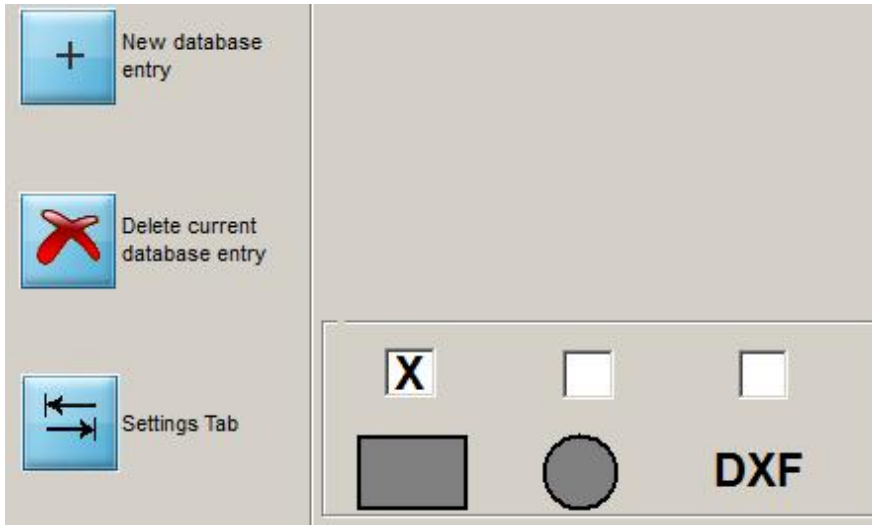 New database
entry
Delete current
database entry
Settings Tab
X
DXF